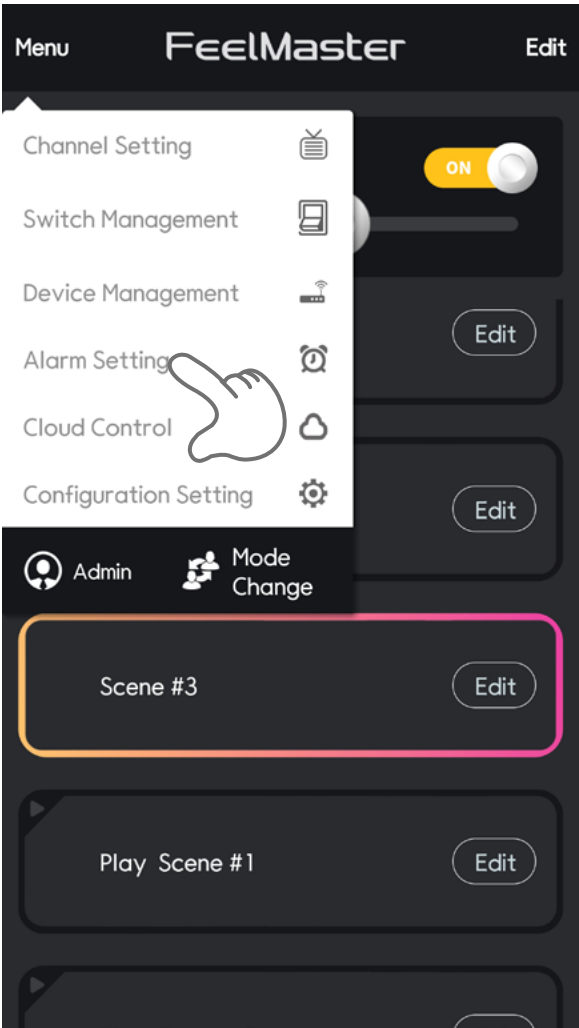 Menu
FeelMaster
Edit
Channel Setting
ON
Switch Management
Device Management
Edit
Alarm Setting
Cloud Control
Configuration Setting
Edit
Admin
Mode
Change
Scene #3
Edit
Play Scene #1
Edit